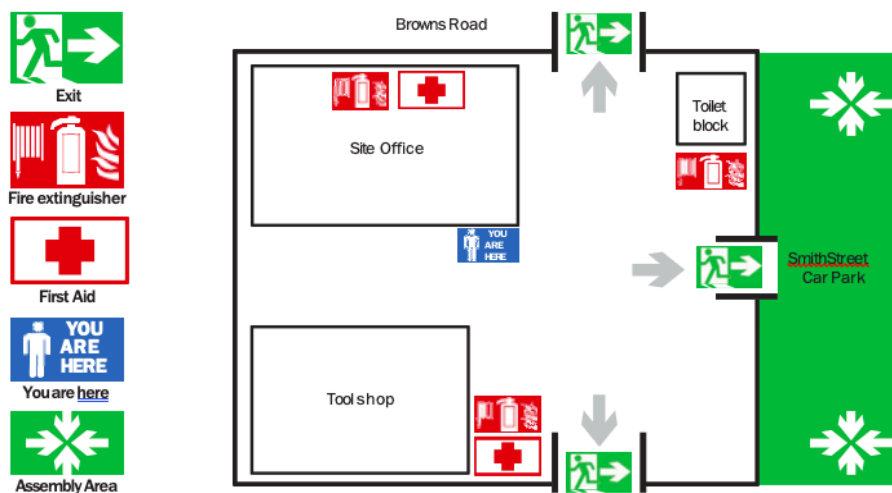 Exit
Fire extinguisher
First Aid
YOU
ARE
HERE
You are here
Assembly Area
Browns Road
Site Office
Toilet
block
YOU
ARE
HERE
SmithStreet
Car Park
Tool shop